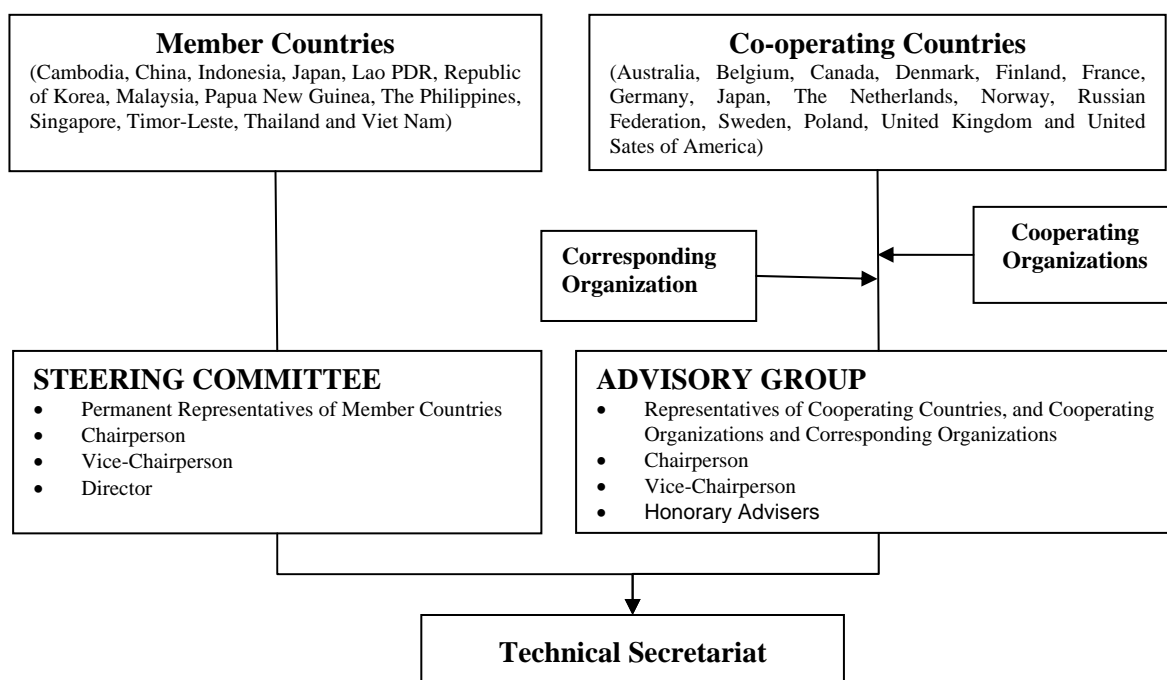 Member Countries
(Cambodia, China, Indonesia, Japan, Lao PDR, Republic
of Korea, Malaysia, Papua New Guinea, The Philippines,
Singapore, Timor-Leste, Thailand and Viet Nam)
Co-operating Countries
(Australia, Belgium, Canada, Denmark, Finland, France,
Germany, Japan, The Netherlands, Norway, Russian
Federation, Sweden, Poland, United Kingdom and United
Sates of America)
Corresponding
Organization
Cooperating
Organizations
STEERING COMMITTEE
• Permanent Representatives of Member Countries
• Chairperson
• Vice-Chairperson
• Director
ADVISORY GROUP
• Representatives of Cooperating Countries, and Cooperating
Organizations and Corresponding Organizations
• Chairperson
• Vice-Chairperson
• Honorary Advisers
Technical Secretariat